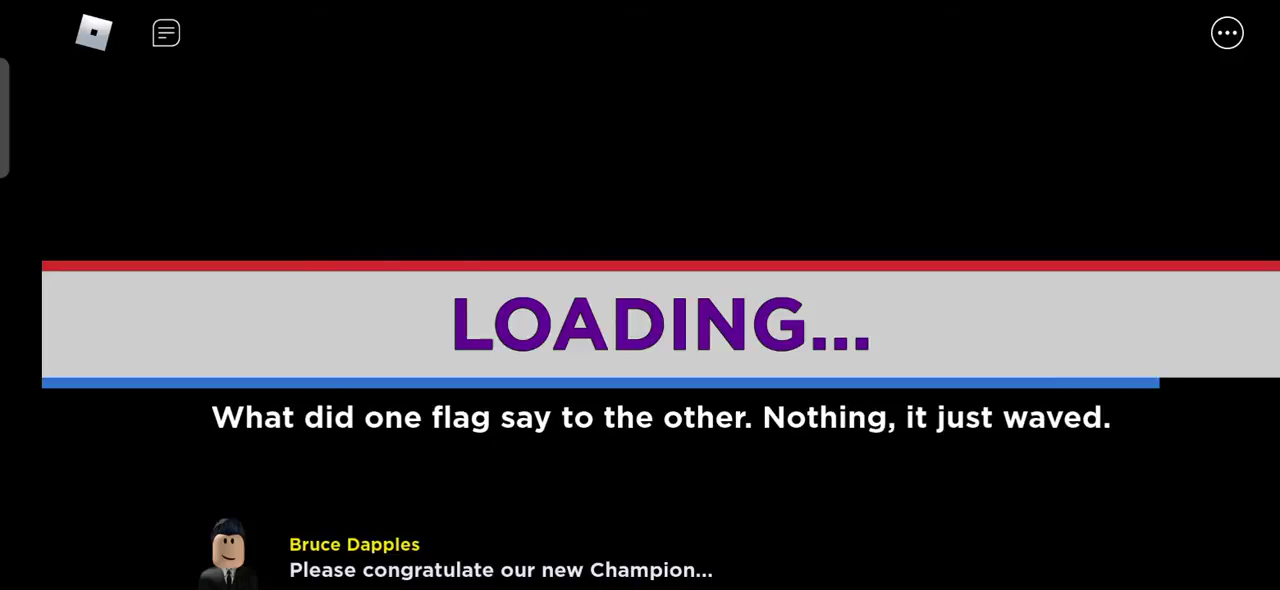 LOADING...
What did one flag say to the other. Nothing, it just waved.
Bruce Dapples
Please congratulate our new Champion...